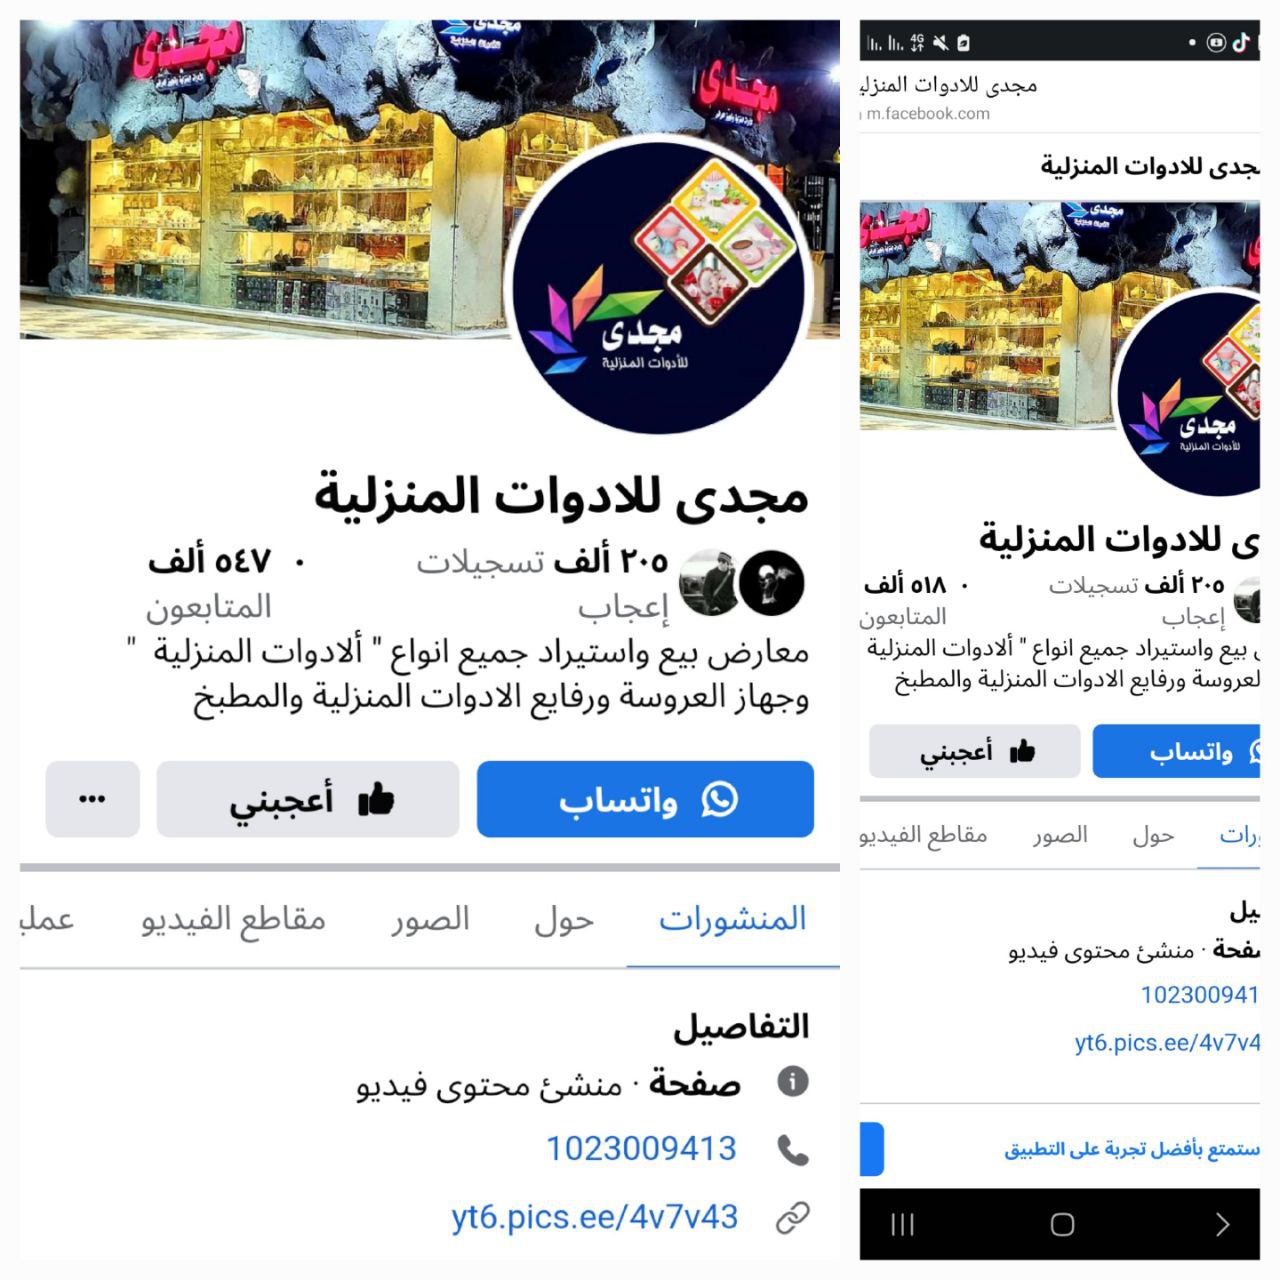 مجدى
مجدى
مجدى
مجدى
للأدوات المنزلية
مجدى للادوات المنزلية
٢٠٥ ألف تسجيلات إعجاب
· ٥٤٧ ألف المتابعون
معارض بيع واستيراد جميع انواع " ألادوات المنزلية "
وجهاز العروسة ورفايع الادوات المنزلية والمطبخ
واتساب
أعجبني
...
المنشورات
حول
الصور
مقاطع الفيديو
التفاصيل
صفحة · منشئ محتوى فيديو
1023009413
yt6.pics.ee/4v7v43
4G
مجدى للادوات المنزلي
m.facebook.com
جدى للادوات المنزلية
مجدى
مجدى
مجدى
للأدوات المنزلية
ى للادوات المنزلية
٢٠٥ ألف تسجيلات إعجاب
· ٥١٨ ألف المتابعون
بيع واستيراد جميع انواع " ألادوات المنزلية
لعروسة ورفايع الادوات المنزلية والمطبخ
واتساب
أعجبني
ورات
حول
الصور
مقاطع الفيديو
يل
فحة · منشئ محتوى فيديو
102300941
yt6.pics.ee/4v7v4
ستمتع بأفضل تجربة على التطبيق